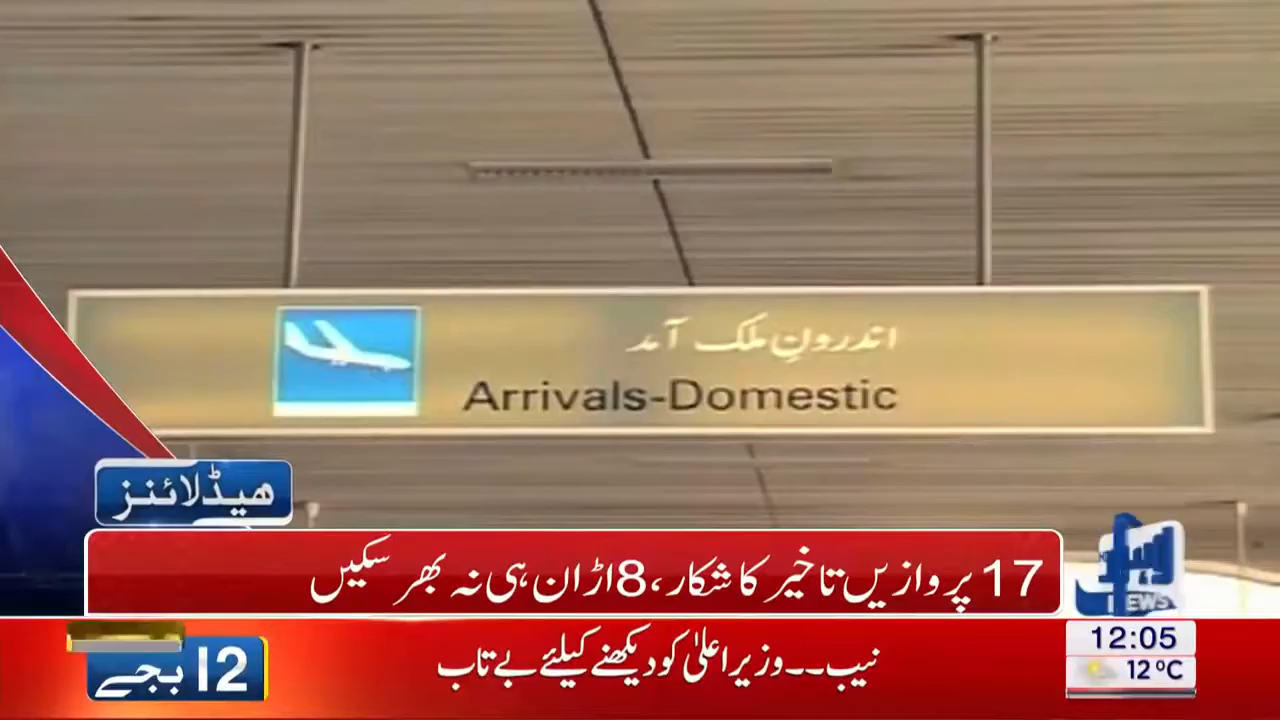 اندرونِ ملک آمد
Arrivals-Domestic
ھیڈلائنز
17 پروازیں تاخیر کا شکار، 8 اڑان ہی نہ بھر سکیں
NEWS
12:05
12°C
12 بجے
نیب۔۔وزیراعلیٰ کو دیکھنے کیلئے بے تاب